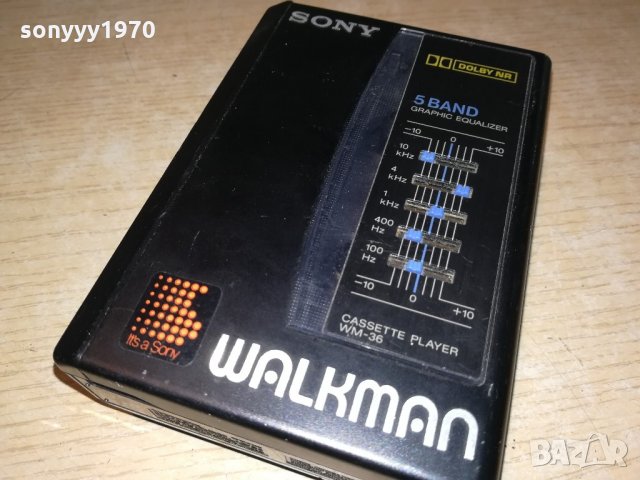 sonyyy1970
SONY
DOLBY NR
5 BAND
GRAPHIC EQUALIZER
-10 0 +10
10 kHz
4 kHz
1 kHz
400 Hz
100 Hz
-10 0 +10
CASSETTE PLAYER
WM-36
It's a Sony
WALKMAN
BAZAR